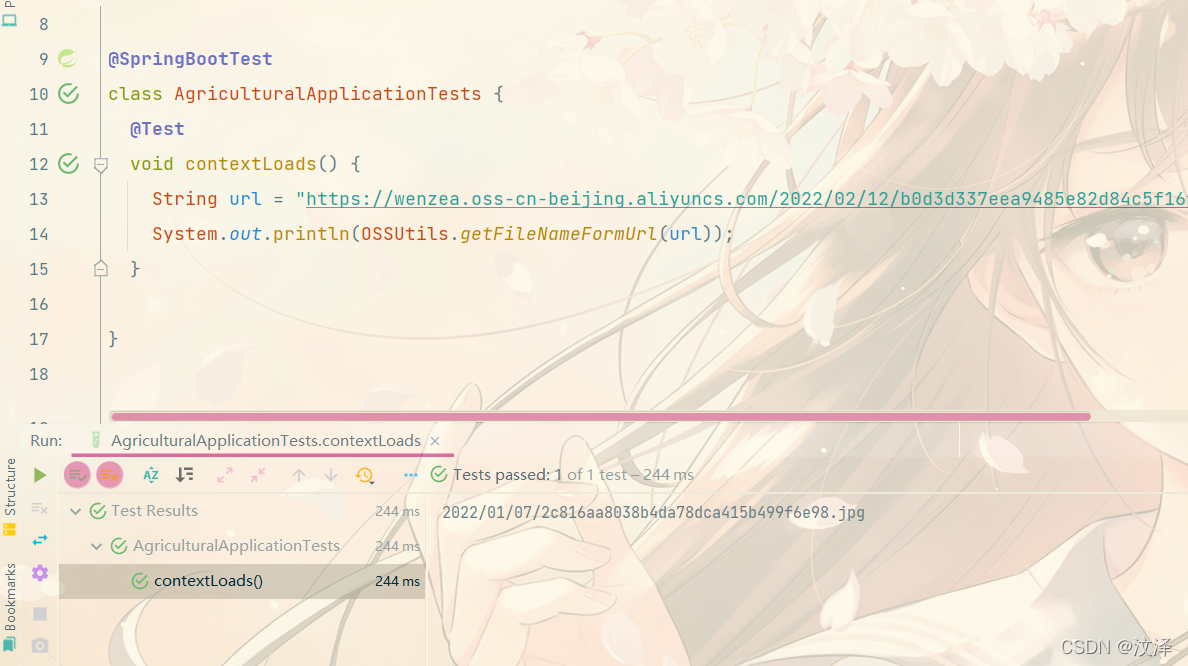 8
9 @SpringBootTest
10 class AgriculturalApplicationTests {
11 @Test
12 void contextLoads() {
13 String url = "https://wenzea.oss-cn-beijing.aliyuncs.com/2022/02/12/b0d3d337eea9485e82d84c5f16
14 System.out.println(OSSUtils.getFileNameFormUrl(url));
15 }
16
17 }
18
Run: AgriculturalApplicationTests.contextLoads ×
Tests passed: 1 of 1 test – 244 ms
Test Results 244 ms
2022/01/07/2c816aa8038b4da78dca415b499f6e98.jpg
AgriculturalApplicationTests 244 ms
contextLoads() 244 ms
Structure
Bookmarks
CSDN @汶泽